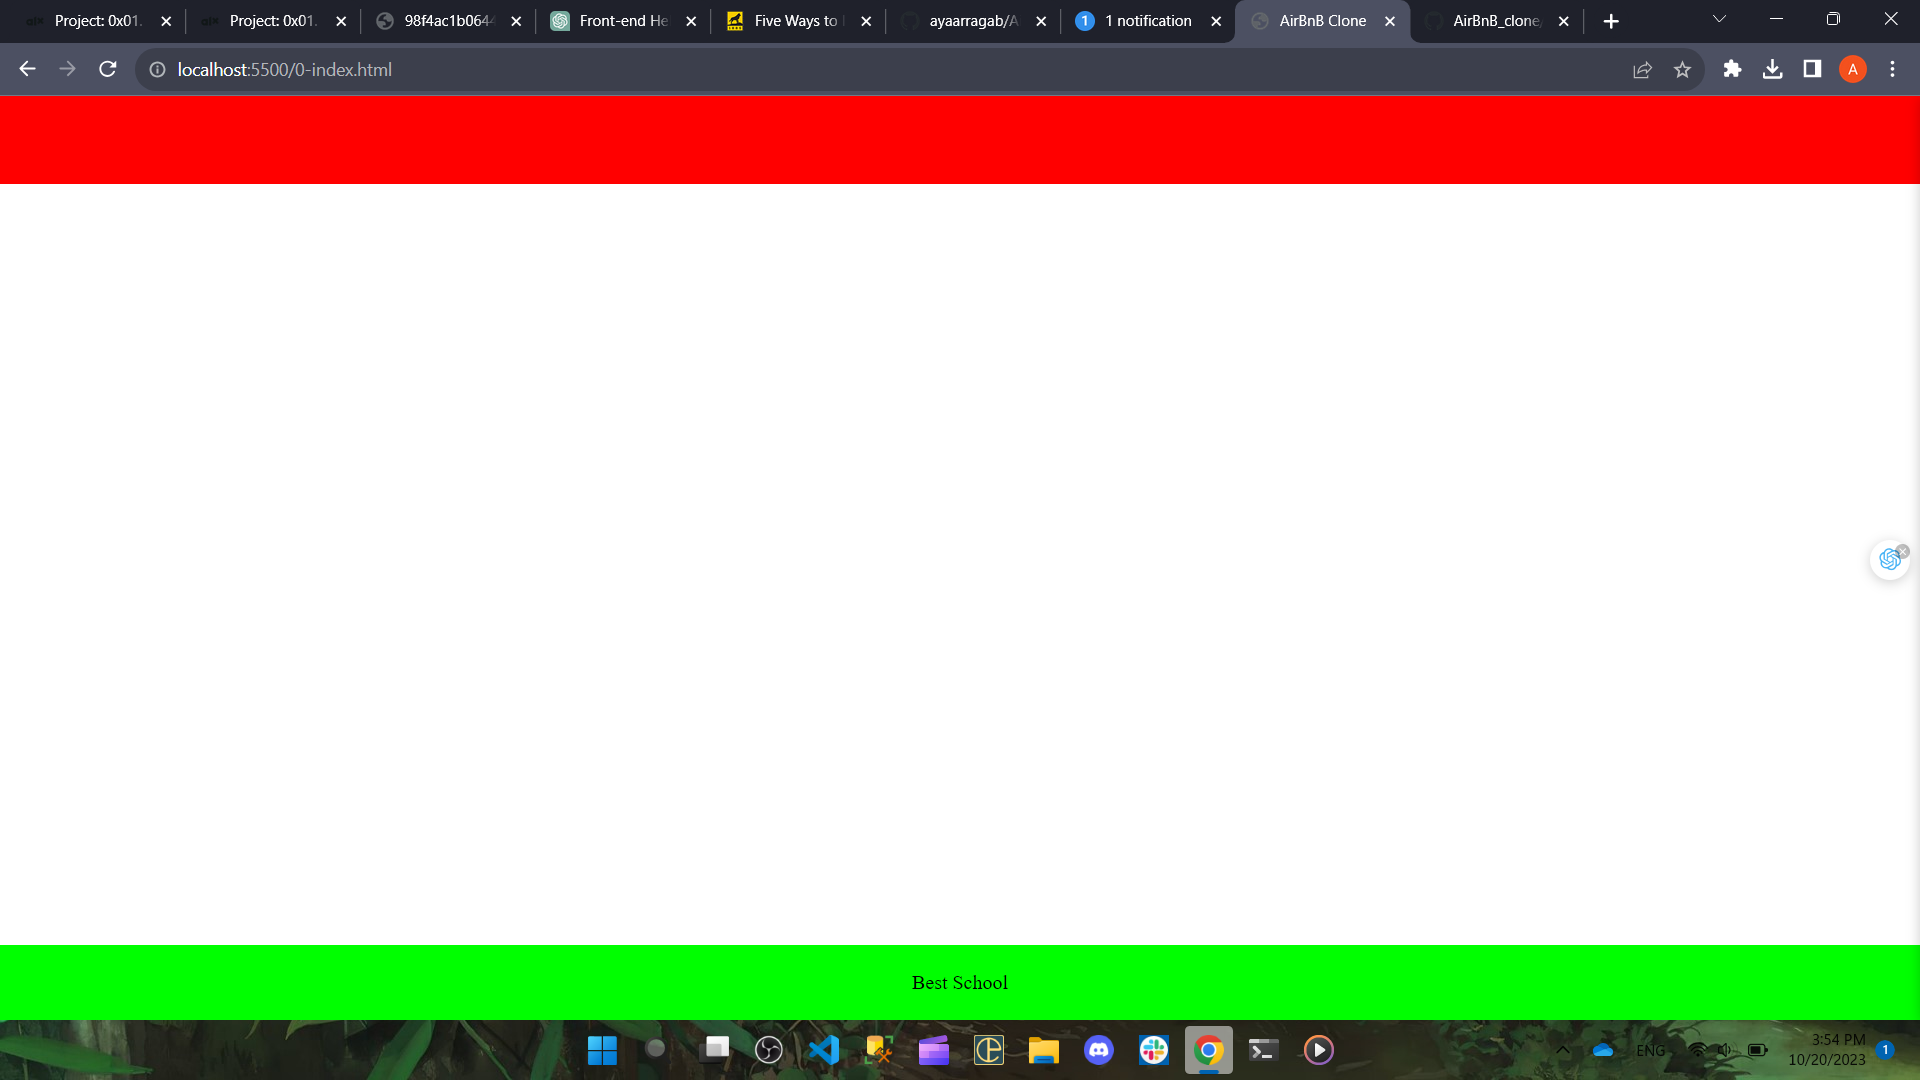 Project: 0x01.
Project: 0x01.
98f4ac1b0644
Front-end He
Five Ways to
ayaarragab/A
1 1 notification
AirBnB Clone
AirBnB_clone
localhost:5500/0-index.html
A
Best School
ENG
3:54 PM
10/20/2023
1